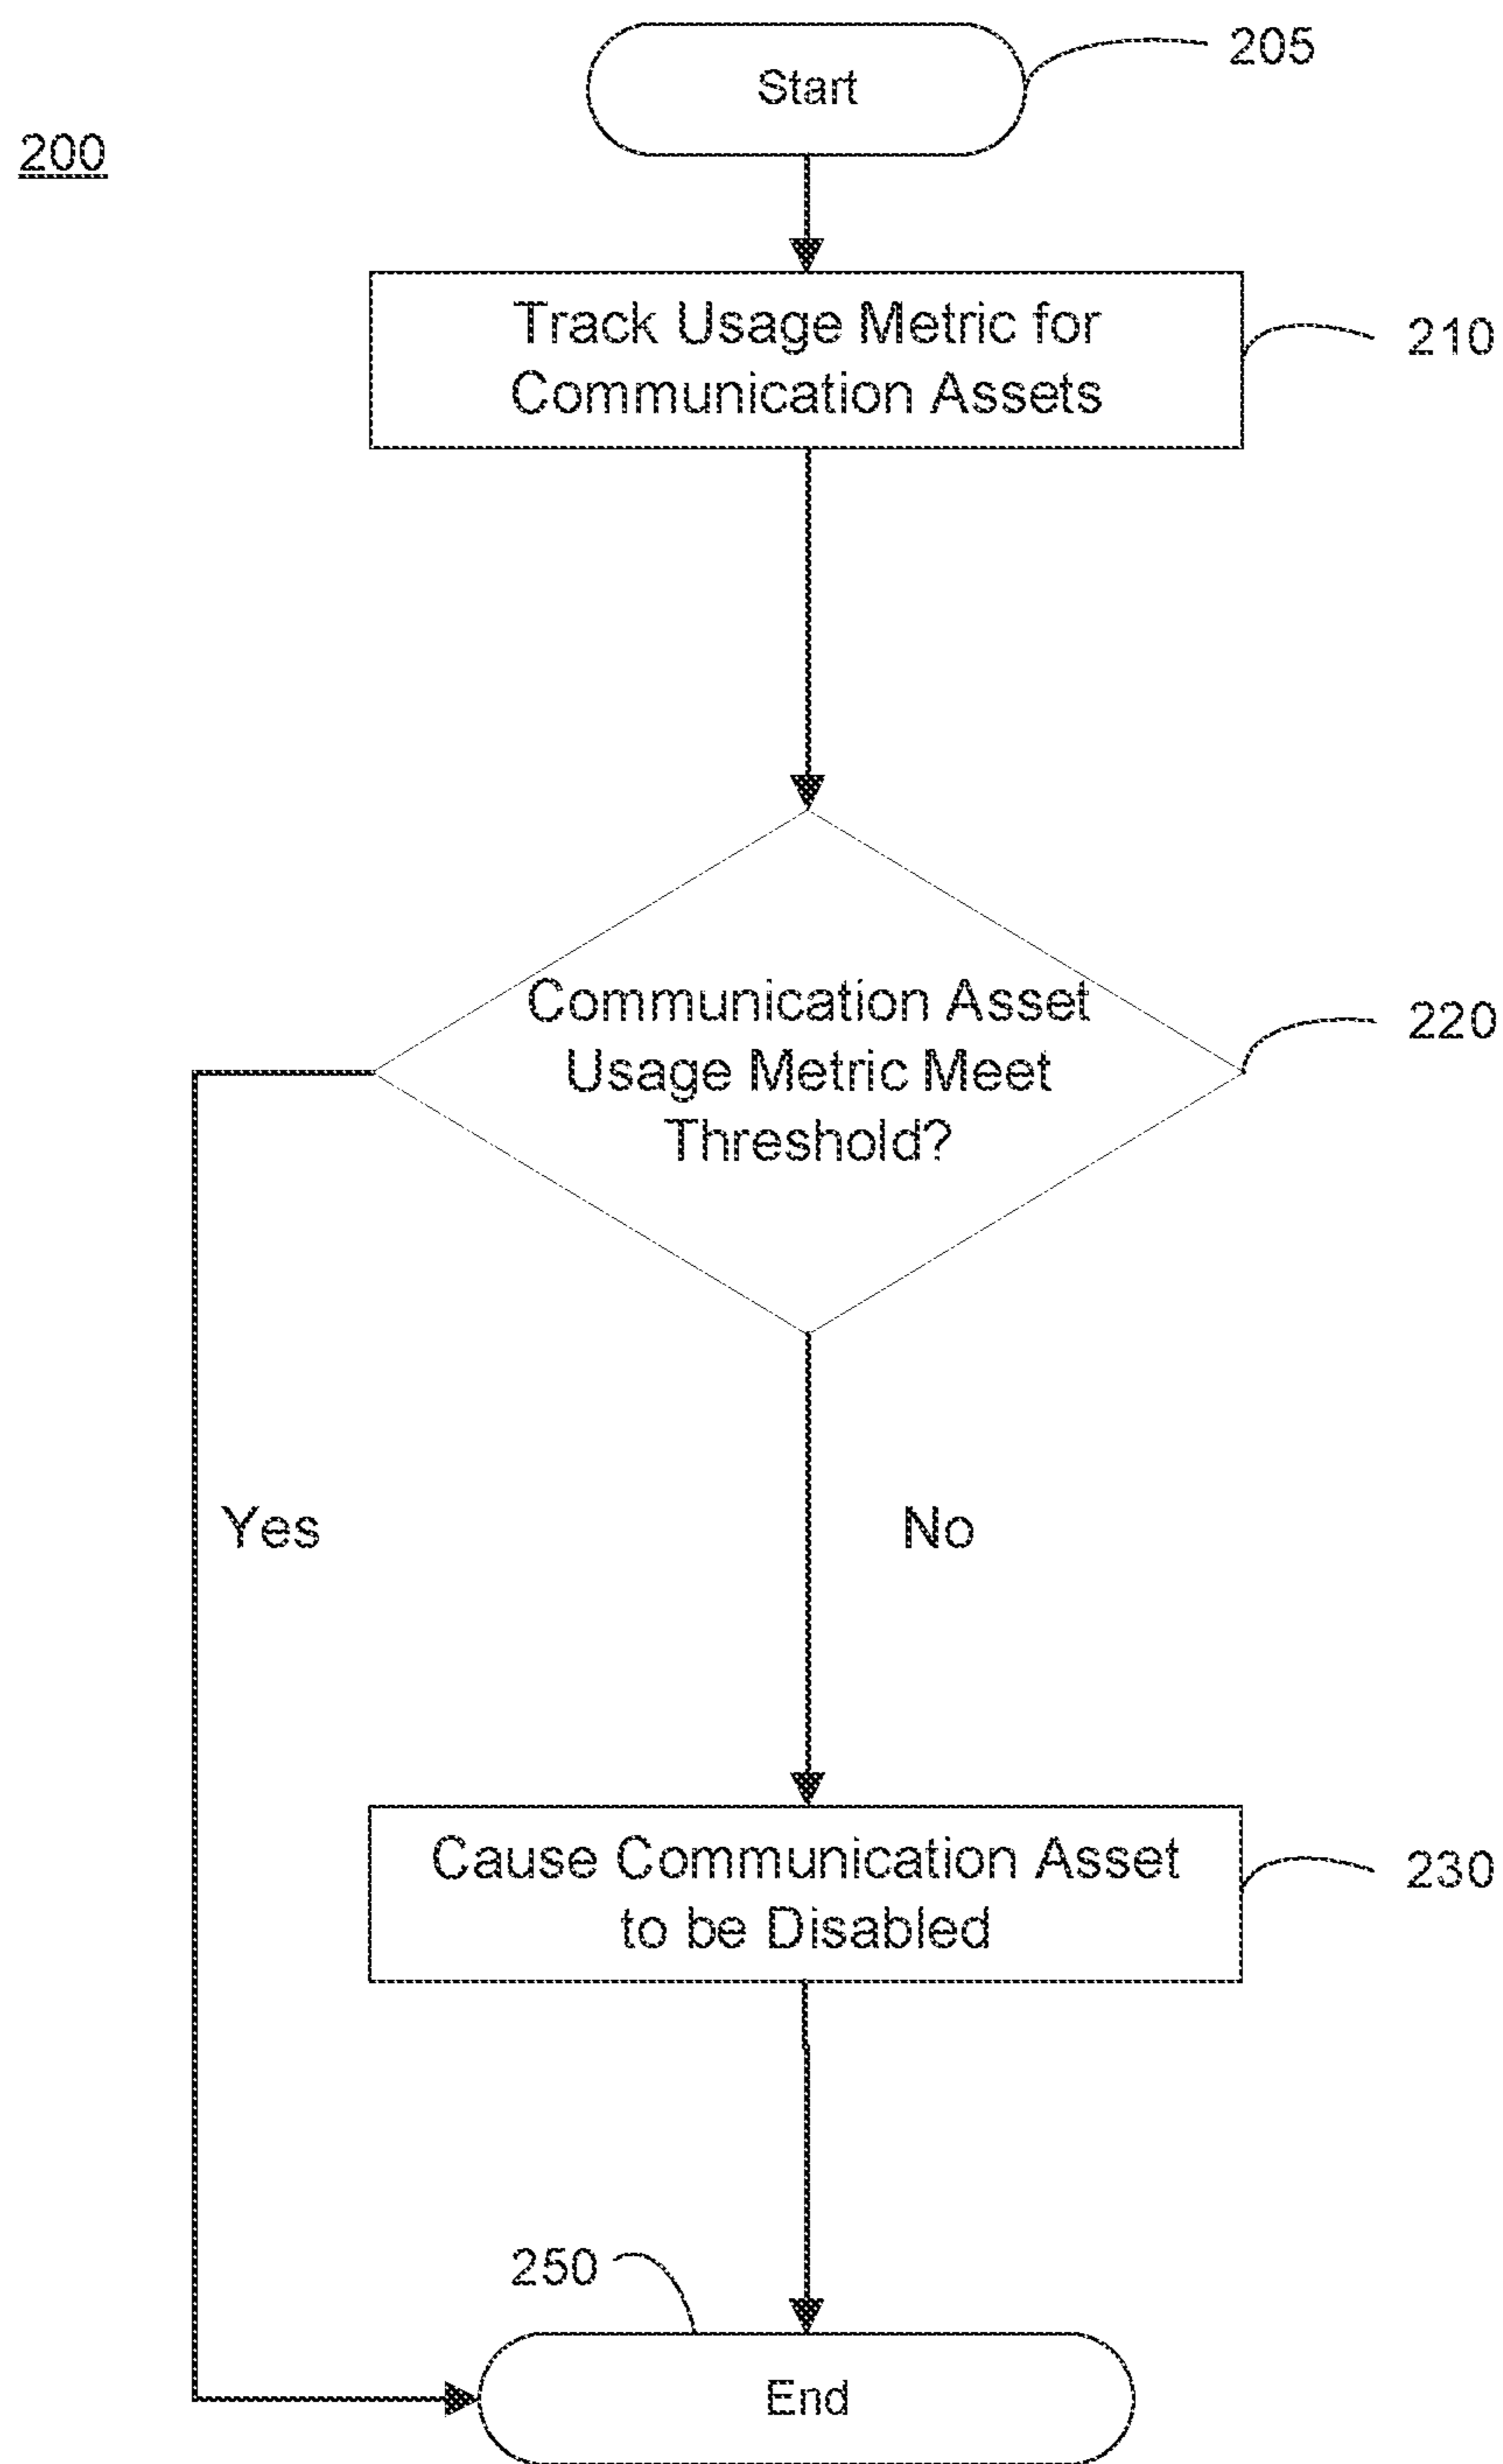 Start
205
200
Track Usage Metric for
Communication Assets
210
Communication Asset
Usage Metric Meet
Threshold?
220
Yes
No
Cause Communication Asset
to be Disabled
230
250
End